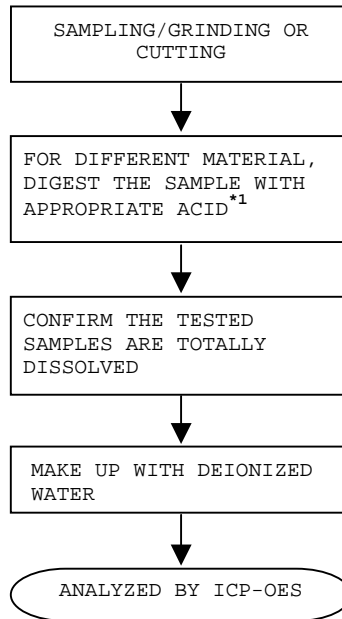 SAMPLING/GRINDING OR
CUTTING
FOR DIFFERENT MATERIAL,
DIGEST THE SAMPLE WITH
APPROPRIATE ACID*1
CONFIRM THE TESTED
SAMPLES ARE TOTALLY
DISSOLVED
MAKE UP WITH DEIONIZED
WATER
ANALYZED BY ICP-OES